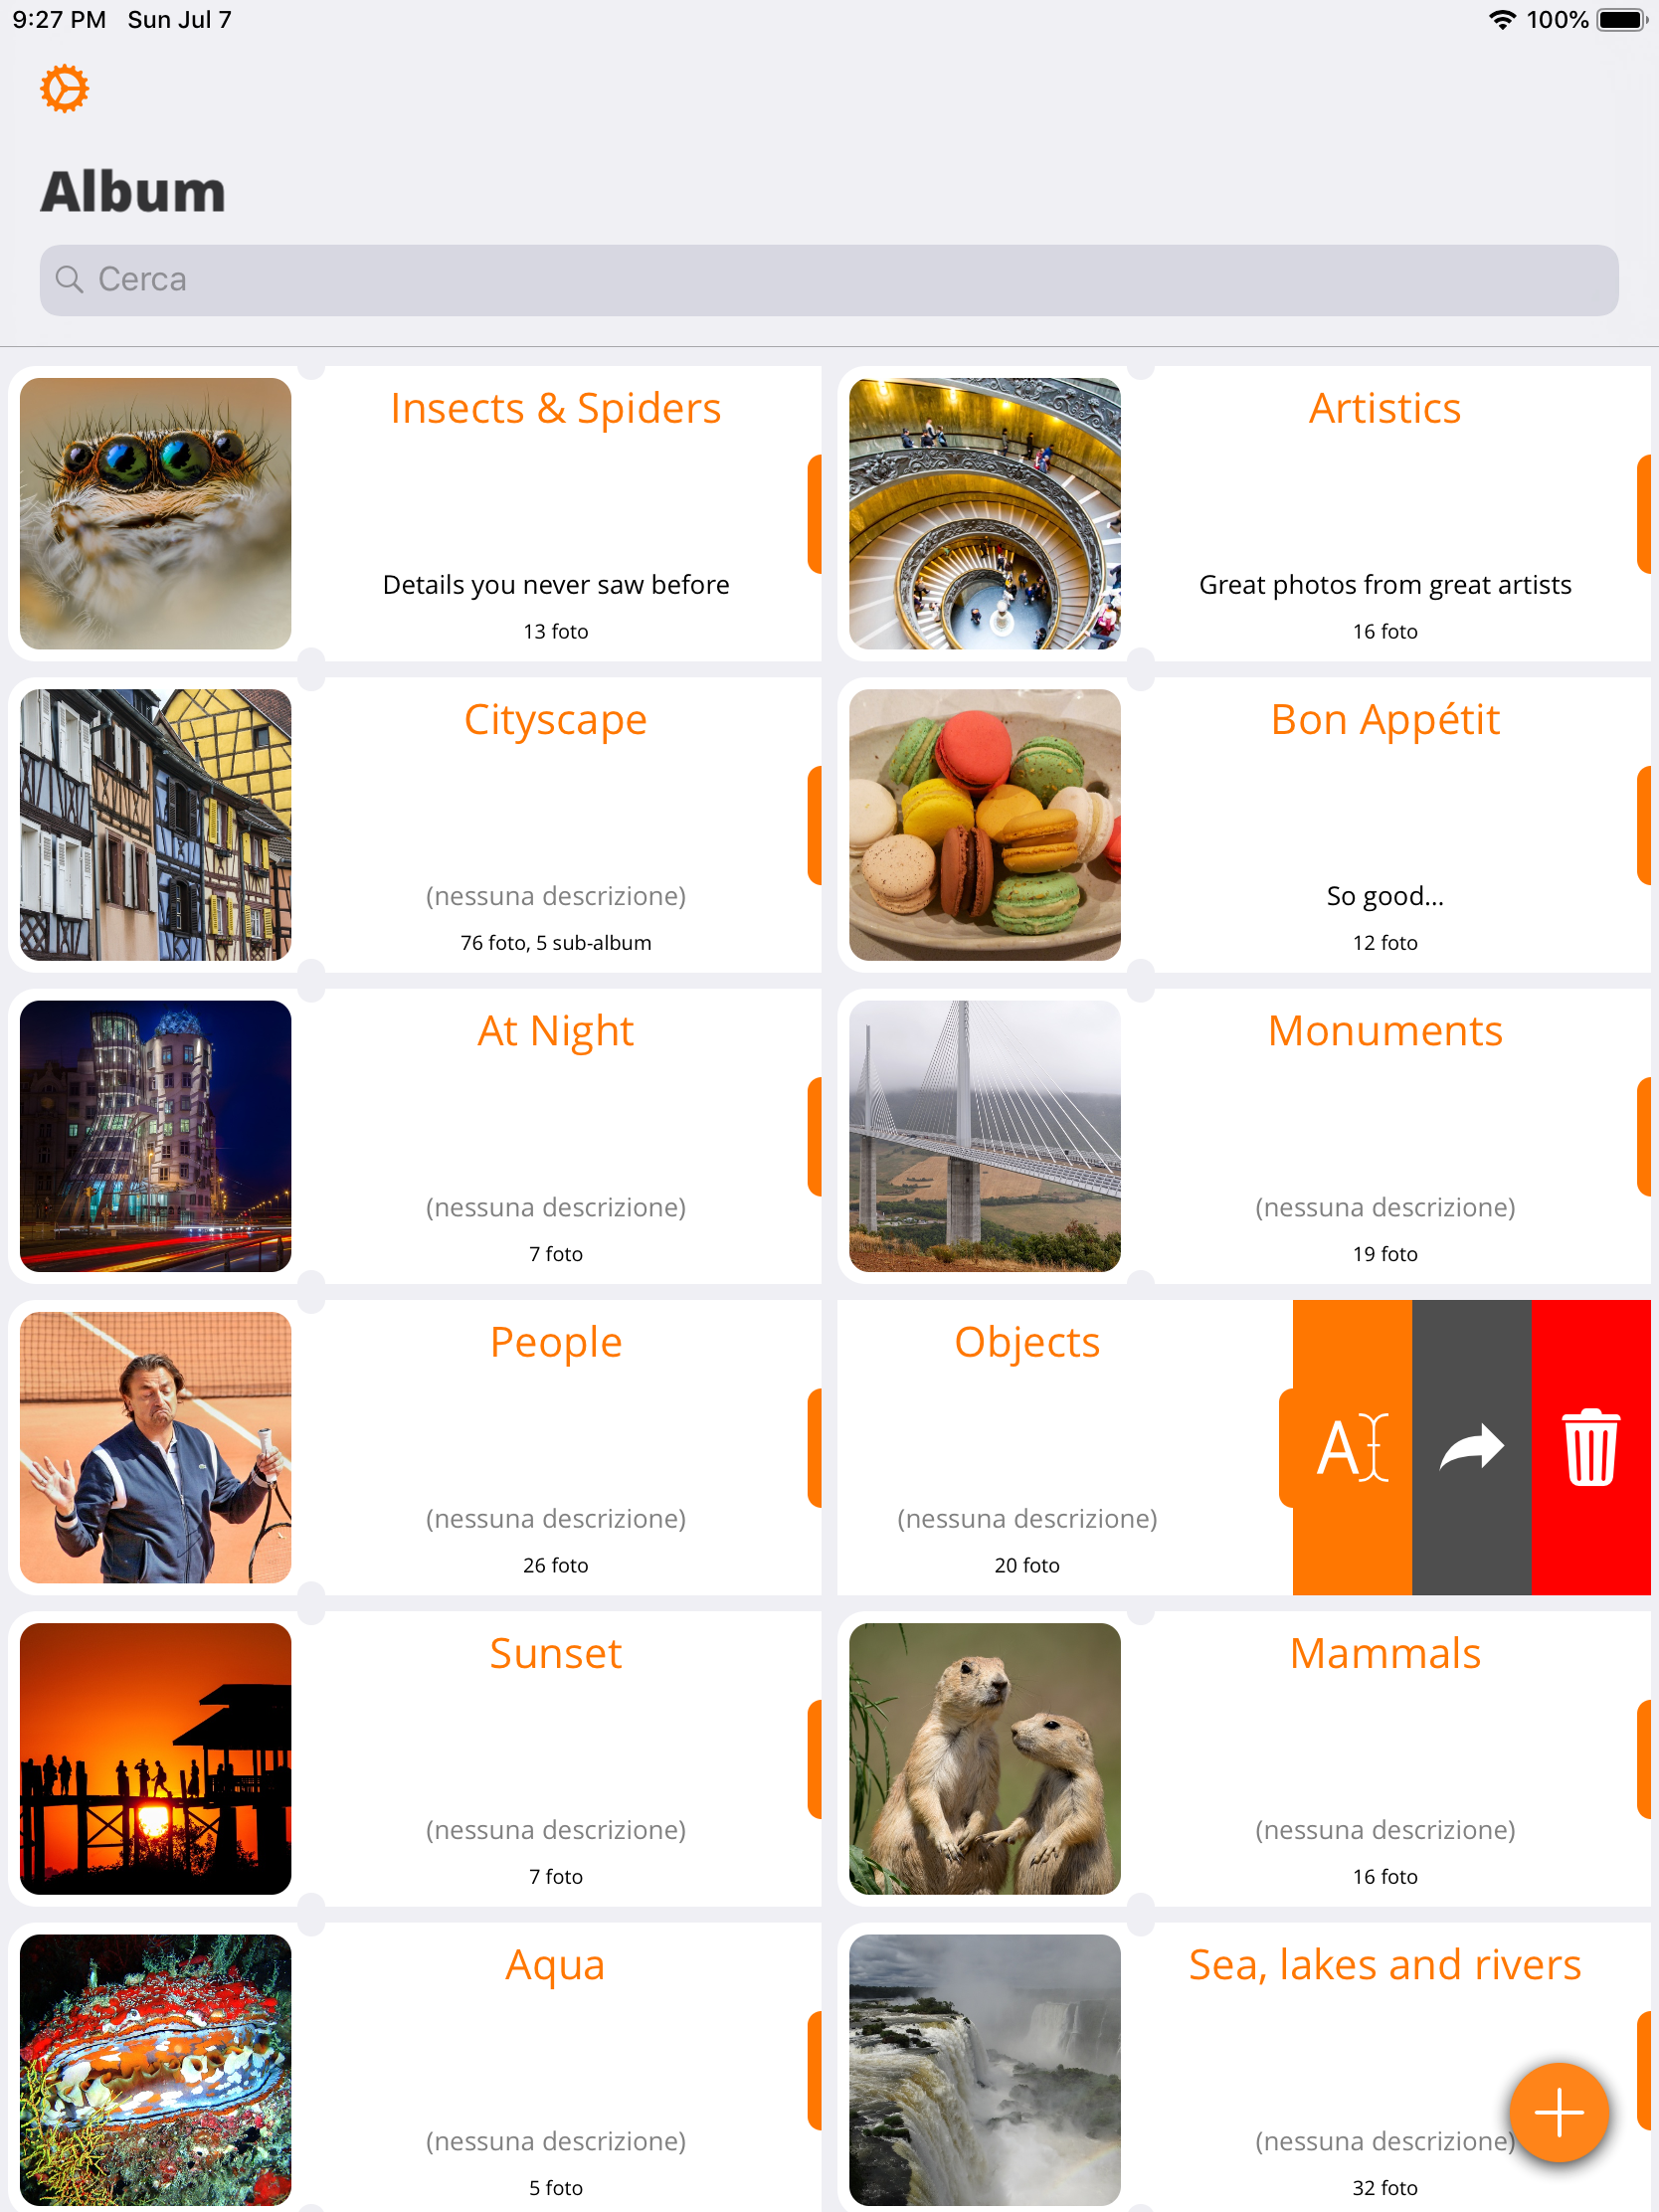 9:27 PM Sun Jul 7 100%
Album
Cerca
Insects & Spiders
Details you never saw before
13 foto
Artistics
Great photos from great artists
16 foto
Cityscape
(nessuna descrizione)
76 foto, 5 sub-album
Bon Appétit
So good...
12 foto
At Night
(nessuna descrizione)
7 foto
Monuments
(nessuna descrizione)
19 foto
People
(nessuna descrizione)
26 foto
Objects
(nessuna descrizione)
20 foto
A
Sunset
(nessuna descrizione)
7 foto
Mammals
(nessuna descrizione)
16 foto
Aqua
(nessuna descrizione)
5 foto
Sea, lakes and rivers
(nessuna descrizione)
32 foto